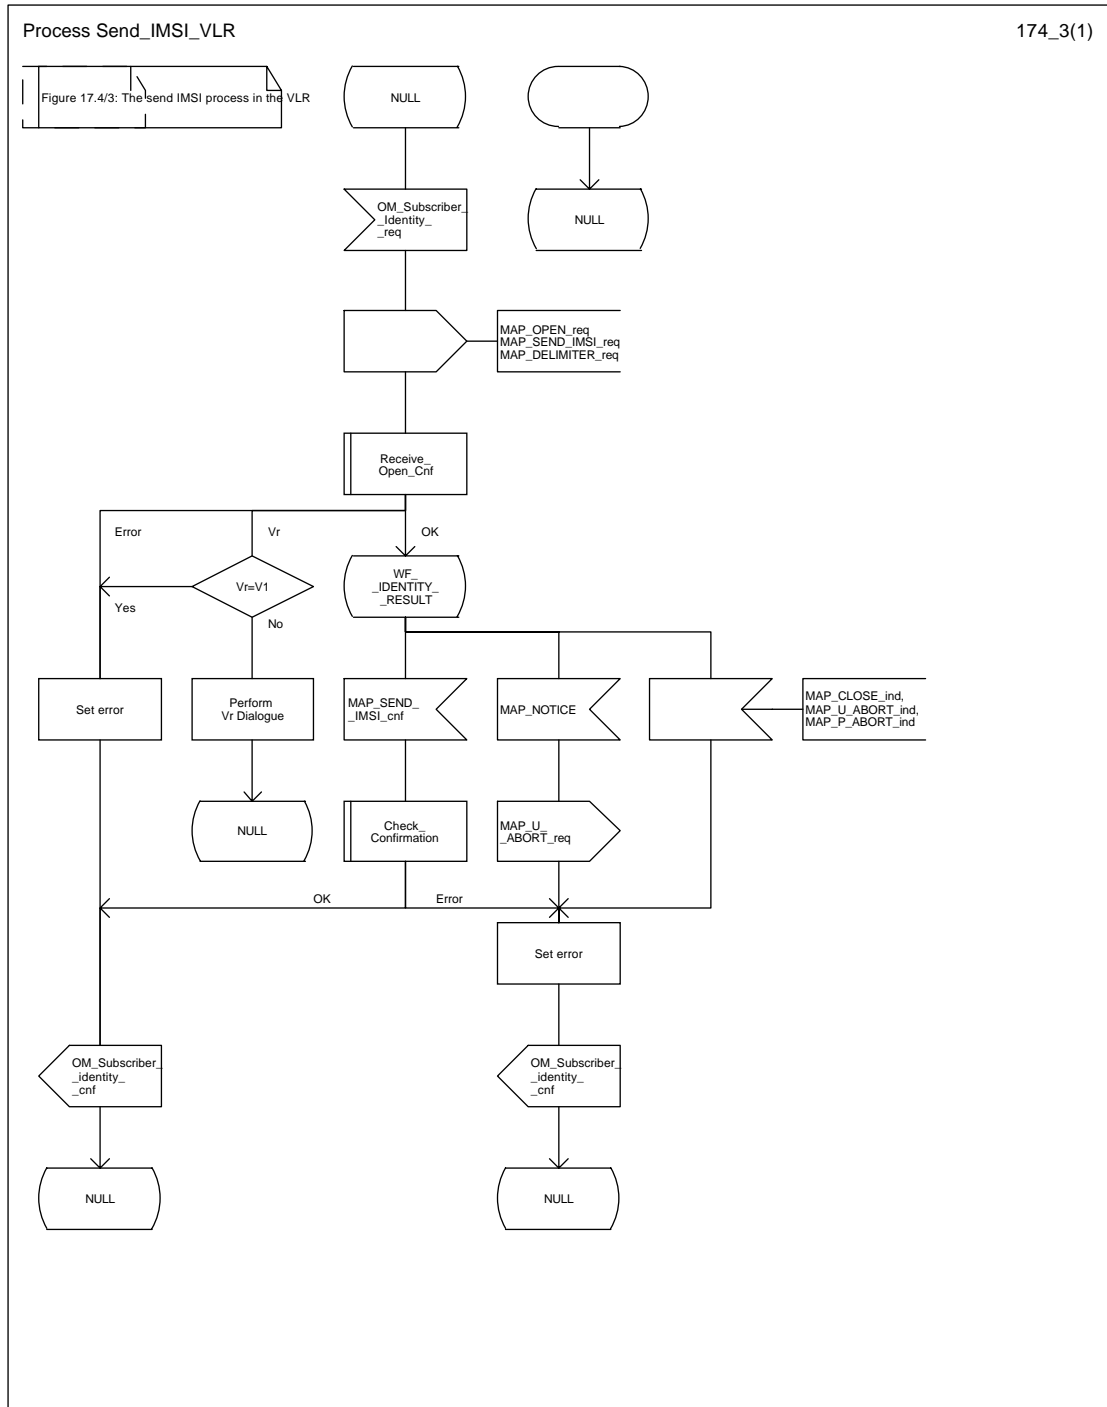 Process Send_IMSI_VLR
174_3(1)
Figure 17.4/3: The send IMSI process in the VLR
NULL
OM_Subscriber_
_Identity_
_req
NULL
MAP_OPEN_req
MAP_SEND_IMSI_req
MAP_DELIMITER_req
Receive_
Open_Cnf
Error
Vr
OK
Vr=V1
WF_
_IDENTITY_
_RESULT
Yes
No
Set error
Perform
Vr Dialogue
MAP_SEND_
_IMSI_cnf
MAP_NOTICE
MAP_CLOSE_ind,
MAP_U_ABORT_ind,
MAP_P_ABORT_ind
NULL
Check_
Confirmation
MAP_U_
_ABORT_req
OK
Error
Set error
OM_Subscriber_
_identity_
_cnf
OM_Subscriber_
_identity_
_cnf
NULL
NULL